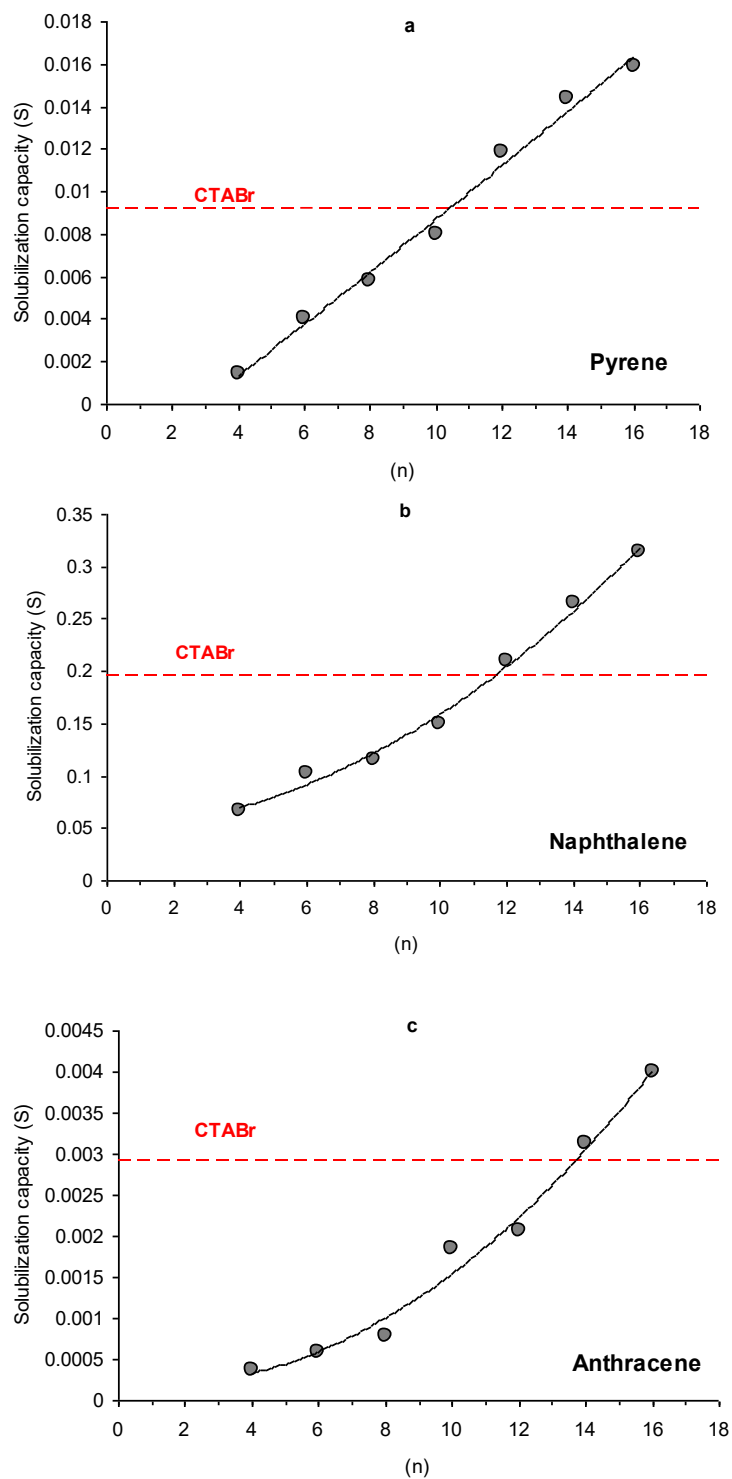 a
0.018
0.016
0.014
0.012
0.01
0.008
0.006
0.004
0.002
0
Solubilization capacity (S)
CTABr
Pyrene
0 2 4 6 8 10 12 14 16 18
(n)
b
0.35
0.3
0.25
0.2
0.15
0.1
0.05
0
Solubilization capacity (S)
CTABr
Naphthalene
0 2 4 6 8 10 12 14 16 18
(n)
c
0.0045
0.004
0.0035
0.003
0.0025
0.002
0.0015
0.001
0.0005
0
Solubilization capacity (S)
CTABr
Anthracene
0 2 4 6 8 10 12 14 16 18
(n)